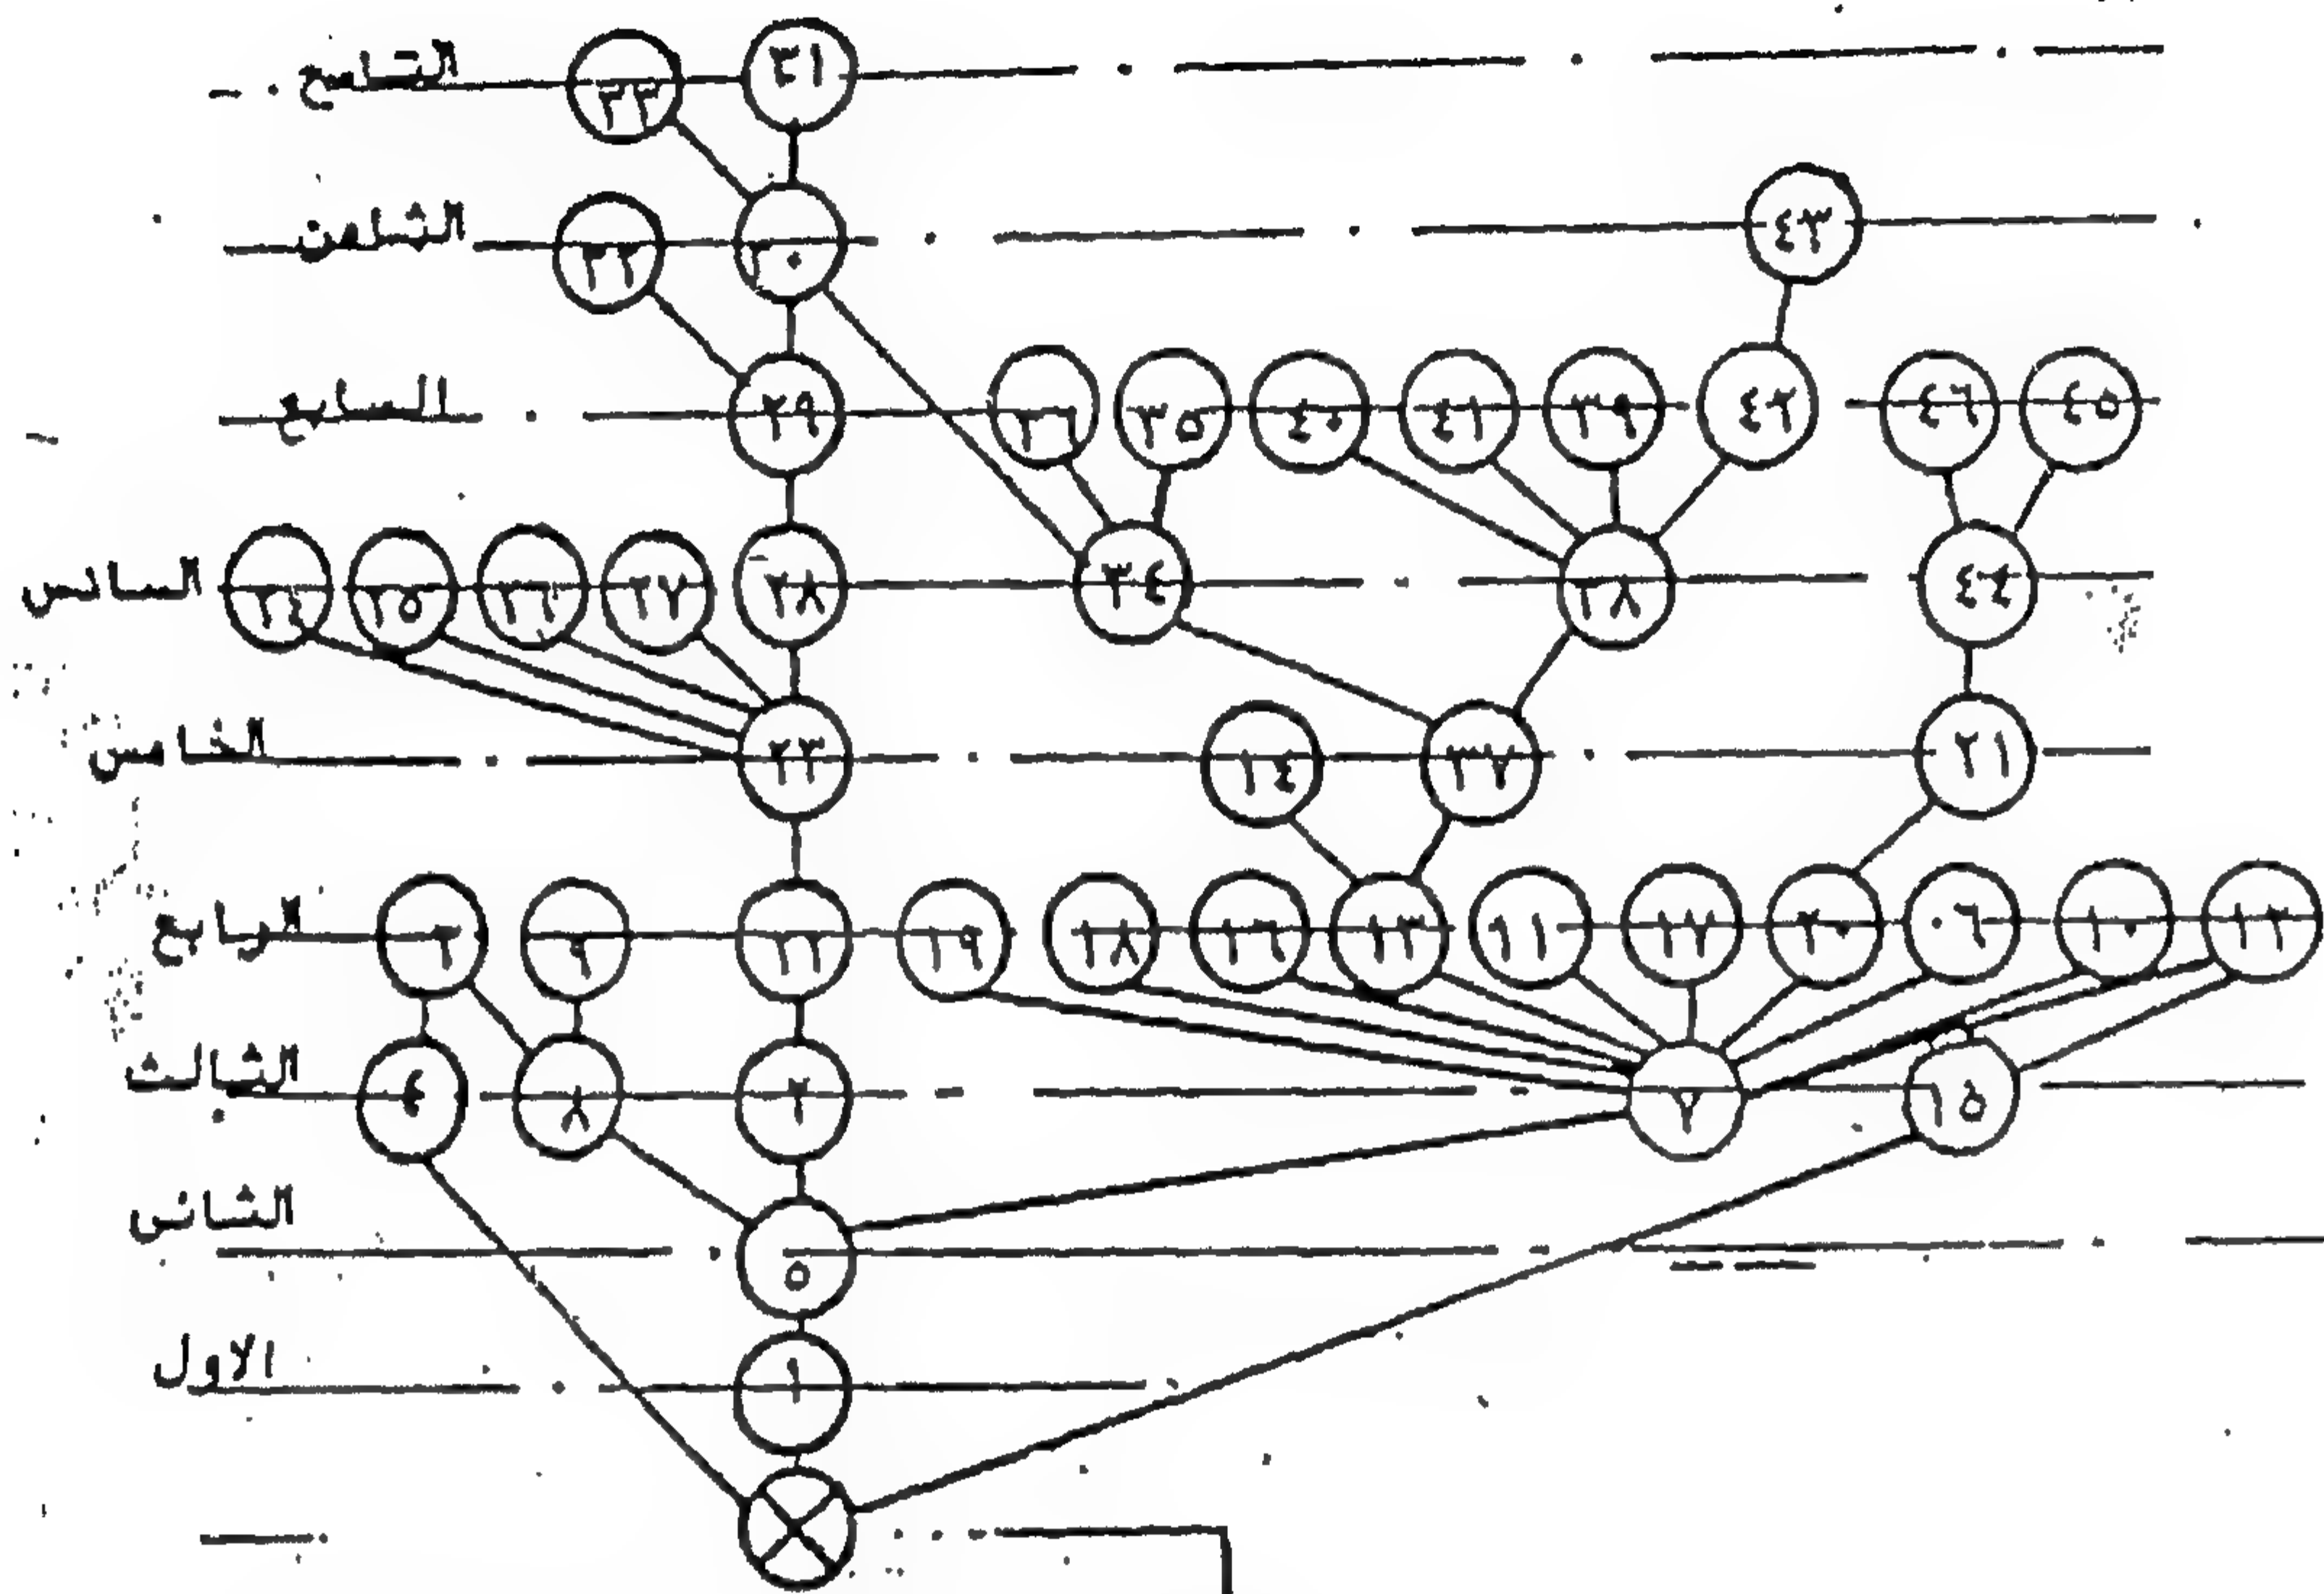 ٣١ ٣٣ التاسع
٤٣ ٣٠ ٣٢ الثامن
٤٥ ٤٦ ٤٢ ٣٩ ٤١ ٤٠ ٣٥ ٣٦ ٢٩ السابع
٤٤ ٣٨ ٣٤ ٢٨ ٢٧ ٢٦ ٢٥ ٢٤ السادس
٢١ ٣٧ ١٤ ٢٣ الخامس
١٢ ١٠ ٠٦ ٢٠ ١٧ ١١ ١٣ ١٦ ١٨ ١٩ ٢٢ ٩ ٣ الرابع
١٥ ٧ ٢ ٨ ٤ الثالث
٥ الثانى
١ الاول